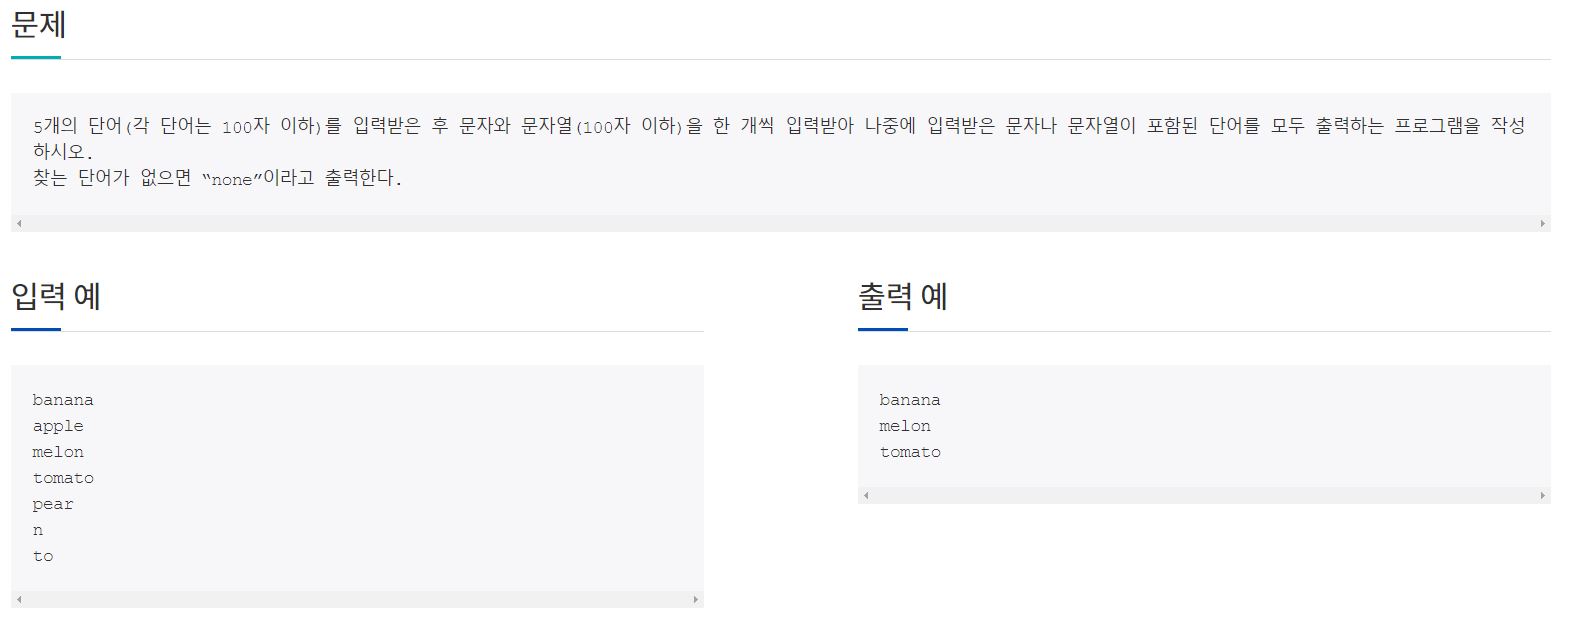 문제
5개의 단어(각 단어는 100자 이하)를 입력받은 후 문자와 문자열(100자 이하)을 한 개씩 입력받아 나중에 입력받은 문자나 문자열이 포함된 단어를 모두 출력하는 프로그램을 작성
하시오.
찾는 단어가 없으면 “none”이라고 출력한다.
입력 예
banana
apple
melon
tomato
pear
n
to
출력 예
banana
melon
tomato